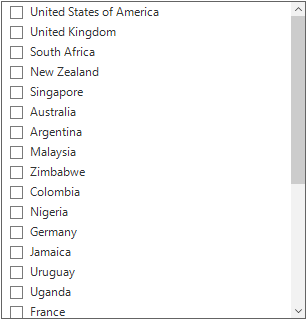 United States of America
United Kingdom
South Africa
New Zealand
Singapore
Australia
Argentina
Malaysia
Zimbabwe
Colombia
Nigeria
Germany
Jamaica
Uruguay
Uganda
France